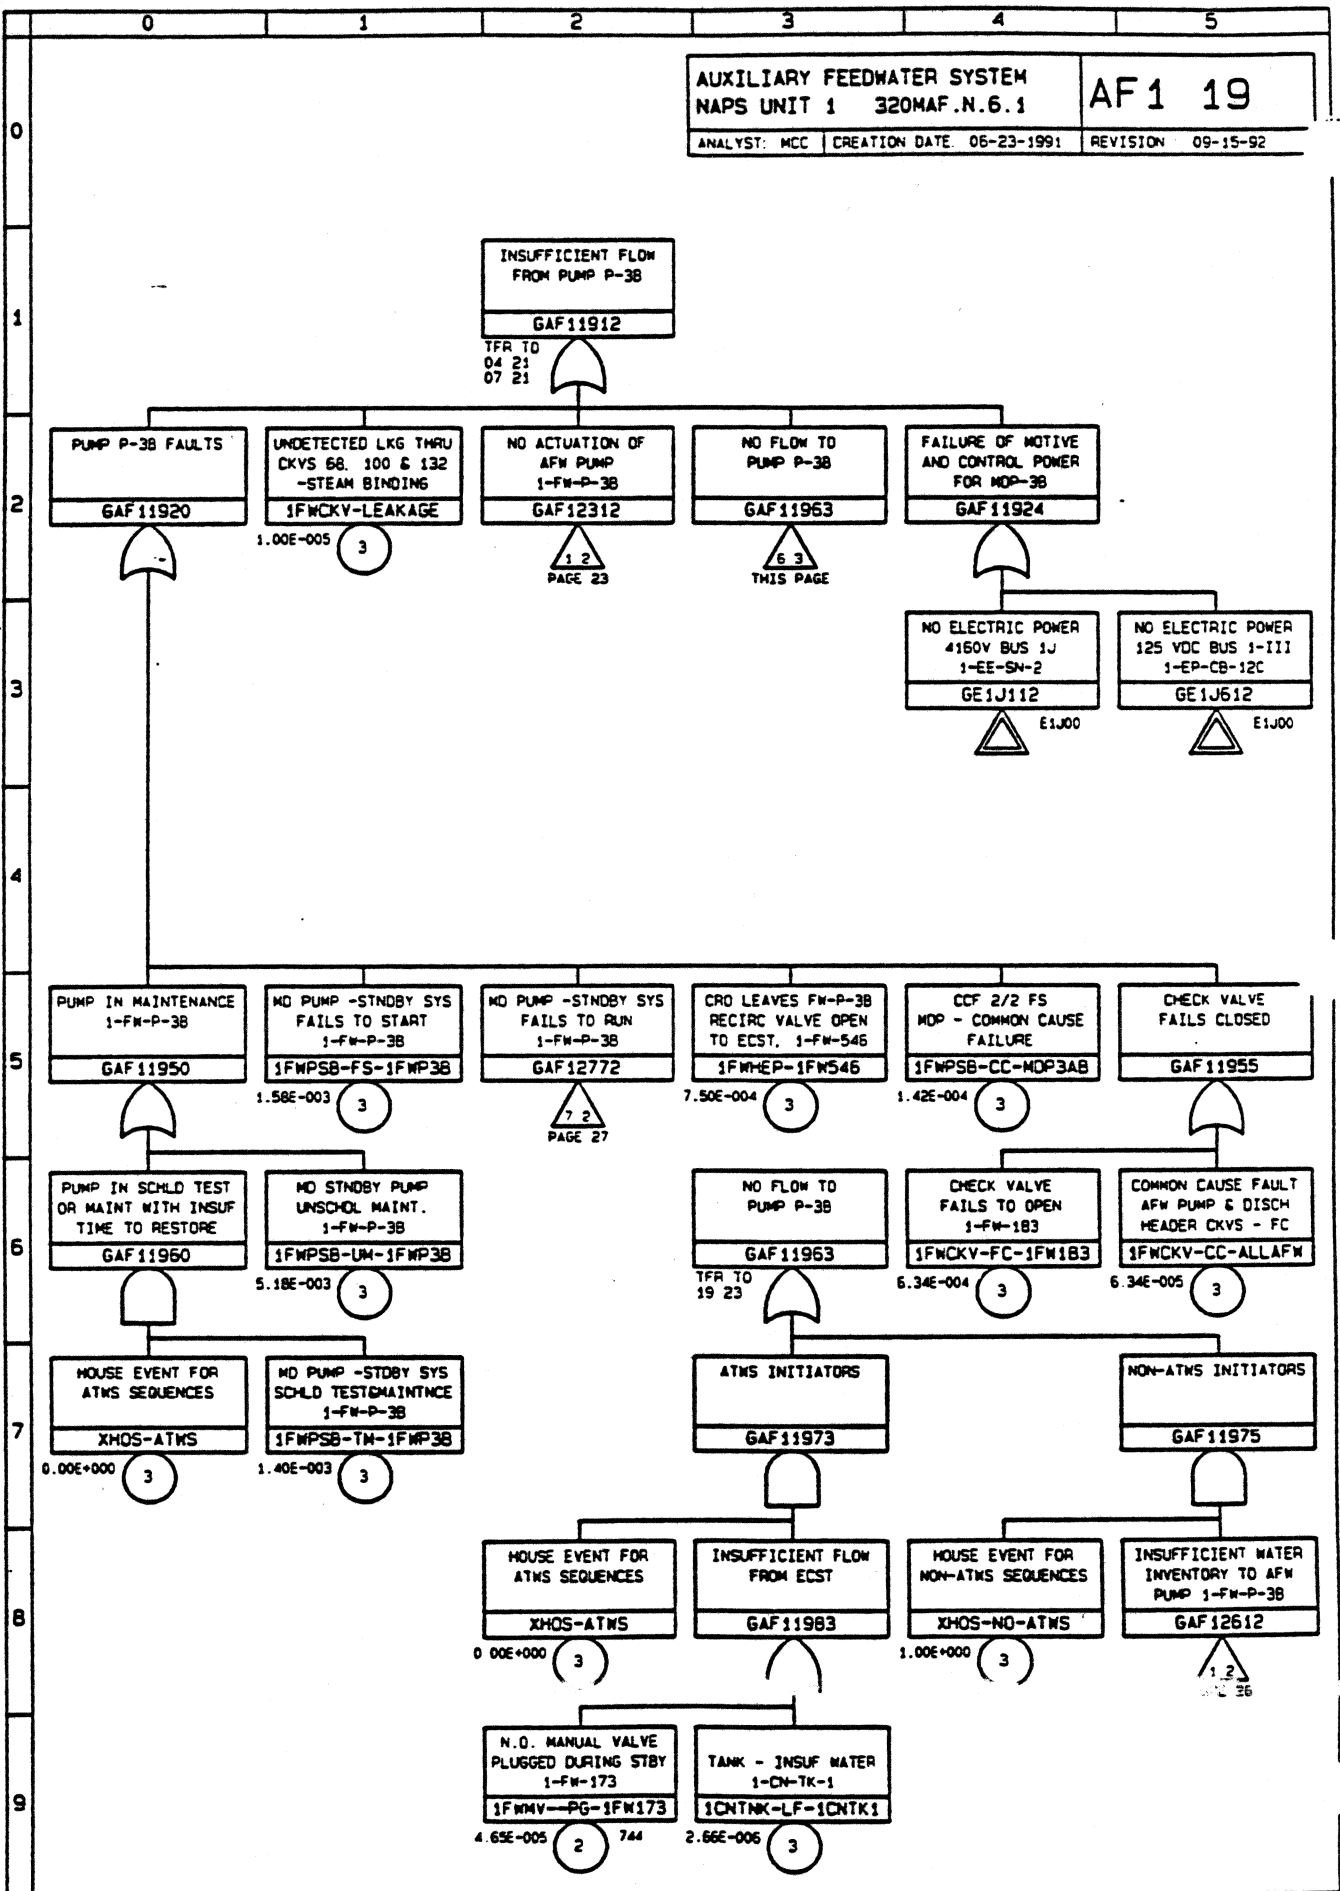 0 1 2 3 4 5
AUXILIARY FEEDWATER SYSTEM
NAPS UNIT 1 320MAF.N.6.1
AF1 19
ANALYST: MCC CREATION DATE. 06-23-1991 REVISION 09-15-92
0
INSUFFICIENT FLOW
FROM PUMP P-3B
GAF11912
TFR TO
04 21
07 21
1
PUMP P-3B FAULTS
GAF11920
UNDETECTED LKG THRU
CKVS 68, 100 & 132
-STEAM BINDING
1FWCKV-LEAKAGE
1.00E-005
3
NO ACTUATION OF
AFW PUMP
1-FW-P-3B
GAF12312
1 2
PAGE 23
NO FLOW TO
PUMP P-3B
GAF11963
6 3
THIS PAGE
FAILURE OF MOTIVE
AND CONTROL POWER
FOR MDP-3B
GAF11924
2
NO ELECTRIC POWER
4160V BUS 1J
1-EE-SN-2
GE1J112
E1J00
NO ELECTRIC POWER
125 VDC BUS 1-III
1-EP-CB-12C
GE1J612
E1J00
3
4
PUMP IN MAINTENANCE
1-FW-P-3B
GAF11950
MD PUMP -STNDBY SYS
FAILS TO START
1-FW-P-3B
1FWPSB-FS-1FWP3B
1.58E-003
3
MD PUMP -STNDBY SYS
FAILS TO RUN
1-FW-P-3B
GAF12772
7 2
PAGE 27
CRO LEAVES FW-P-3B
RECIRC VALVE OPEN
TO ECST, 1-FW-546
1FWHEP-1FW546
7.50E-004
3
CCF 2/2 FS
MDP - COMMON CAUSE
FAILURE
1FWPSB-CC-MDP3AB
1.42E-004
3
CHECK VALVE
FAILS CLOSED
GAF11955
5
PUMP IN SCHLD TEST
OR MAINT WITH INSUF
TIME TO RESTORE
GAF11960
MD STNDBY PUMP
UNSCHDL MAINT.
1-FW-P-3B
1FWPSB-UM-1FWP3B
5.18E-003
3
NO FLOW TO
PUMP P-3B
GAF11963
TFR TO
19 23
CHECK VALVE
FAILS TO OPEN
1-FW-183
1FWCKV-FC-1FW183
6.34E-004
3
COMMON CAUSE FAULT
AFW PUMP & DISCH
HEADER CKVS - FC
1FWCKV-CC-ALLAFW
6.34E-005
3
6
HOUSE EVENT FOR
ATWS SEQUENCES
XHOS-ATWS
0.00E+000
3
MD PUMP -STDBY SYS
SCHLD TEST&MAINTNCE
1-FW-P-3B
1FWPSB-TM-1FWP3B
1.40E-003
3
ATWS INITIATORS
GAF11973
NON-ATWS INITIATORS
GAF11975
7
HOUSE EVENT FOR
ATWS SEQUENCES
XHOS-ATWS
0 00E+000
3
INSUFFICIENT FLOW
FROM ECST
GAF11983
HOUSE EVENT FOR
NON-ATWS SEQUENCES
XHOS-NO-ATWS
1.00E+000
3
INSUFFICIENT WATER
INVENTORY TO AFW
PUMP 1-FW-P-3B
GAF12612
1 2
26
8
N.O. MANUAL VALVE
PLUGGED DURING STBY
1-FW-173
1FWMV--PG-1FW173
4.65E-005
2
744
TANK - INSUF WATER
1-CN-TK-1
1CNTNK-LF-1CNTK1
2.66E-006
3
9